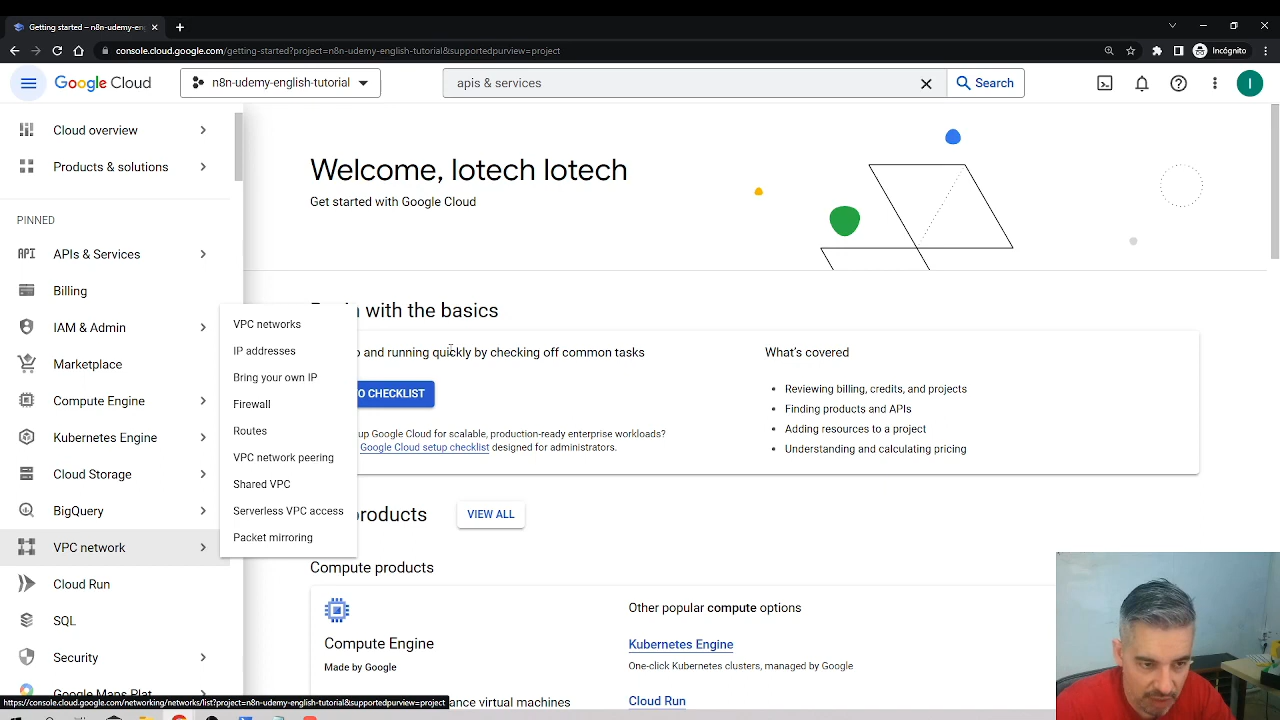 Getting started – n8n-udemy-en
console.cloud.google.com/getting-started?project=n8n-udemy-english-tutorial&supportedpurview=project
Incógnito
Google Cloud
n8n-udemy-english-tutorial
apis & services
Search
I
Cloud overview
Products & solutions
PINNED
APIs & Services
Billing
IAM & Admin
Marketplace
Compute Engine
Kubernetes Engine
Cloud Storage
BigQuery
VPC network
Cloud Run
SQL
Security
Google Maps Plat
VPC networks
IP addresses
Bring your own IP
Firewall
Routes
VPC network peering
Shared VPC
Serverless VPC access
Packet mirroring
Welcome, lotech lotech
Get started with Google Cloud
with the basics
and running quickly by checking off common tasks
O CHECKLIST
up Google Cloud for scalable, production-ready enterprise workloads?
Google Cloud setup checklist designed for administrators.
What's covered
Reviewing billing, credits, and projects
Finding products and APIs
Adding resources to a project
Understanding and calculating pricing
products
VIEW ALL
Compute products
Compute Engine
Made by Google
virtual machines
Other popular compute options
Kubernetes Engine
One-click Kubernetes clusters, managed by Google
Cloud Run
https://console.cloud.google.com/networking/networks/list?project=n8n-udemy-english-tutorial&supportedpurview=project